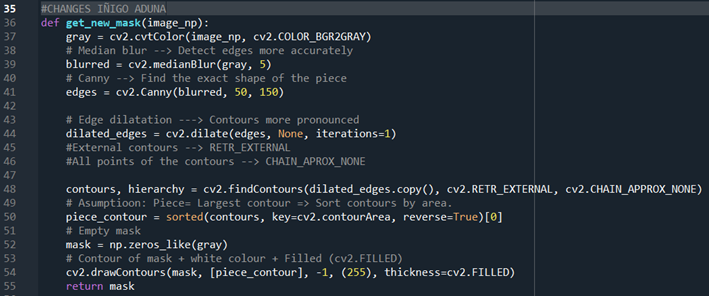 35 #CHANGES IÑIGO ADUNA
36 def get_new_mask(image_np):
37 gray = cv2.cvtColor(image_np, cv2.COLOR_BGR2GRAY)
38 # Median blur --> Detect edges more accurately
39 blurred = cv2.medianBlur(gray, 5)
40 # Canny --> Find the exact shape of the piece
41 edges = cv2.Canny(blurred, 50, 150)
42
43 # Edge dilatation ---> Contours more pronounced
44 dilated_edges = cv2.dilate(edges, None, iterations=1)
45 #External contours --> RETR_EXTERNAL
46 #All points of the contours --> CHAIN_APROX_NONE
47
48 contours, hierarchy = cv2.findContours(dilated_edges.copy(), cv2.RETR_EXTERNAL, cv2.CHAIN_APPROX_NONE)
49 # Asumptioon: Piece= Largest contour => Sort contours by area.
50 piece_contour = sorted(contours, key=cv2.contourArea, reverse=True)[0]
51 # Empty mask
52 mask = np.zeros_like(gray)
53 # Contour of mask + white colour + Filled (cv2.FILLED)
54 cv2.drawContours(mask, [piece_contour], -1, (255), thickness=cv2.FILLED)
55 return mask